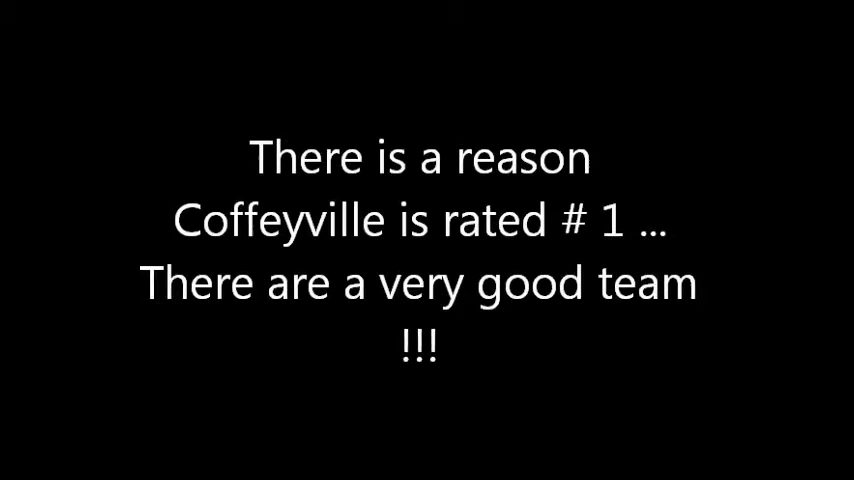 There is a reason
Coffeyville is rated # 1 ...
There are a very good team
!!!